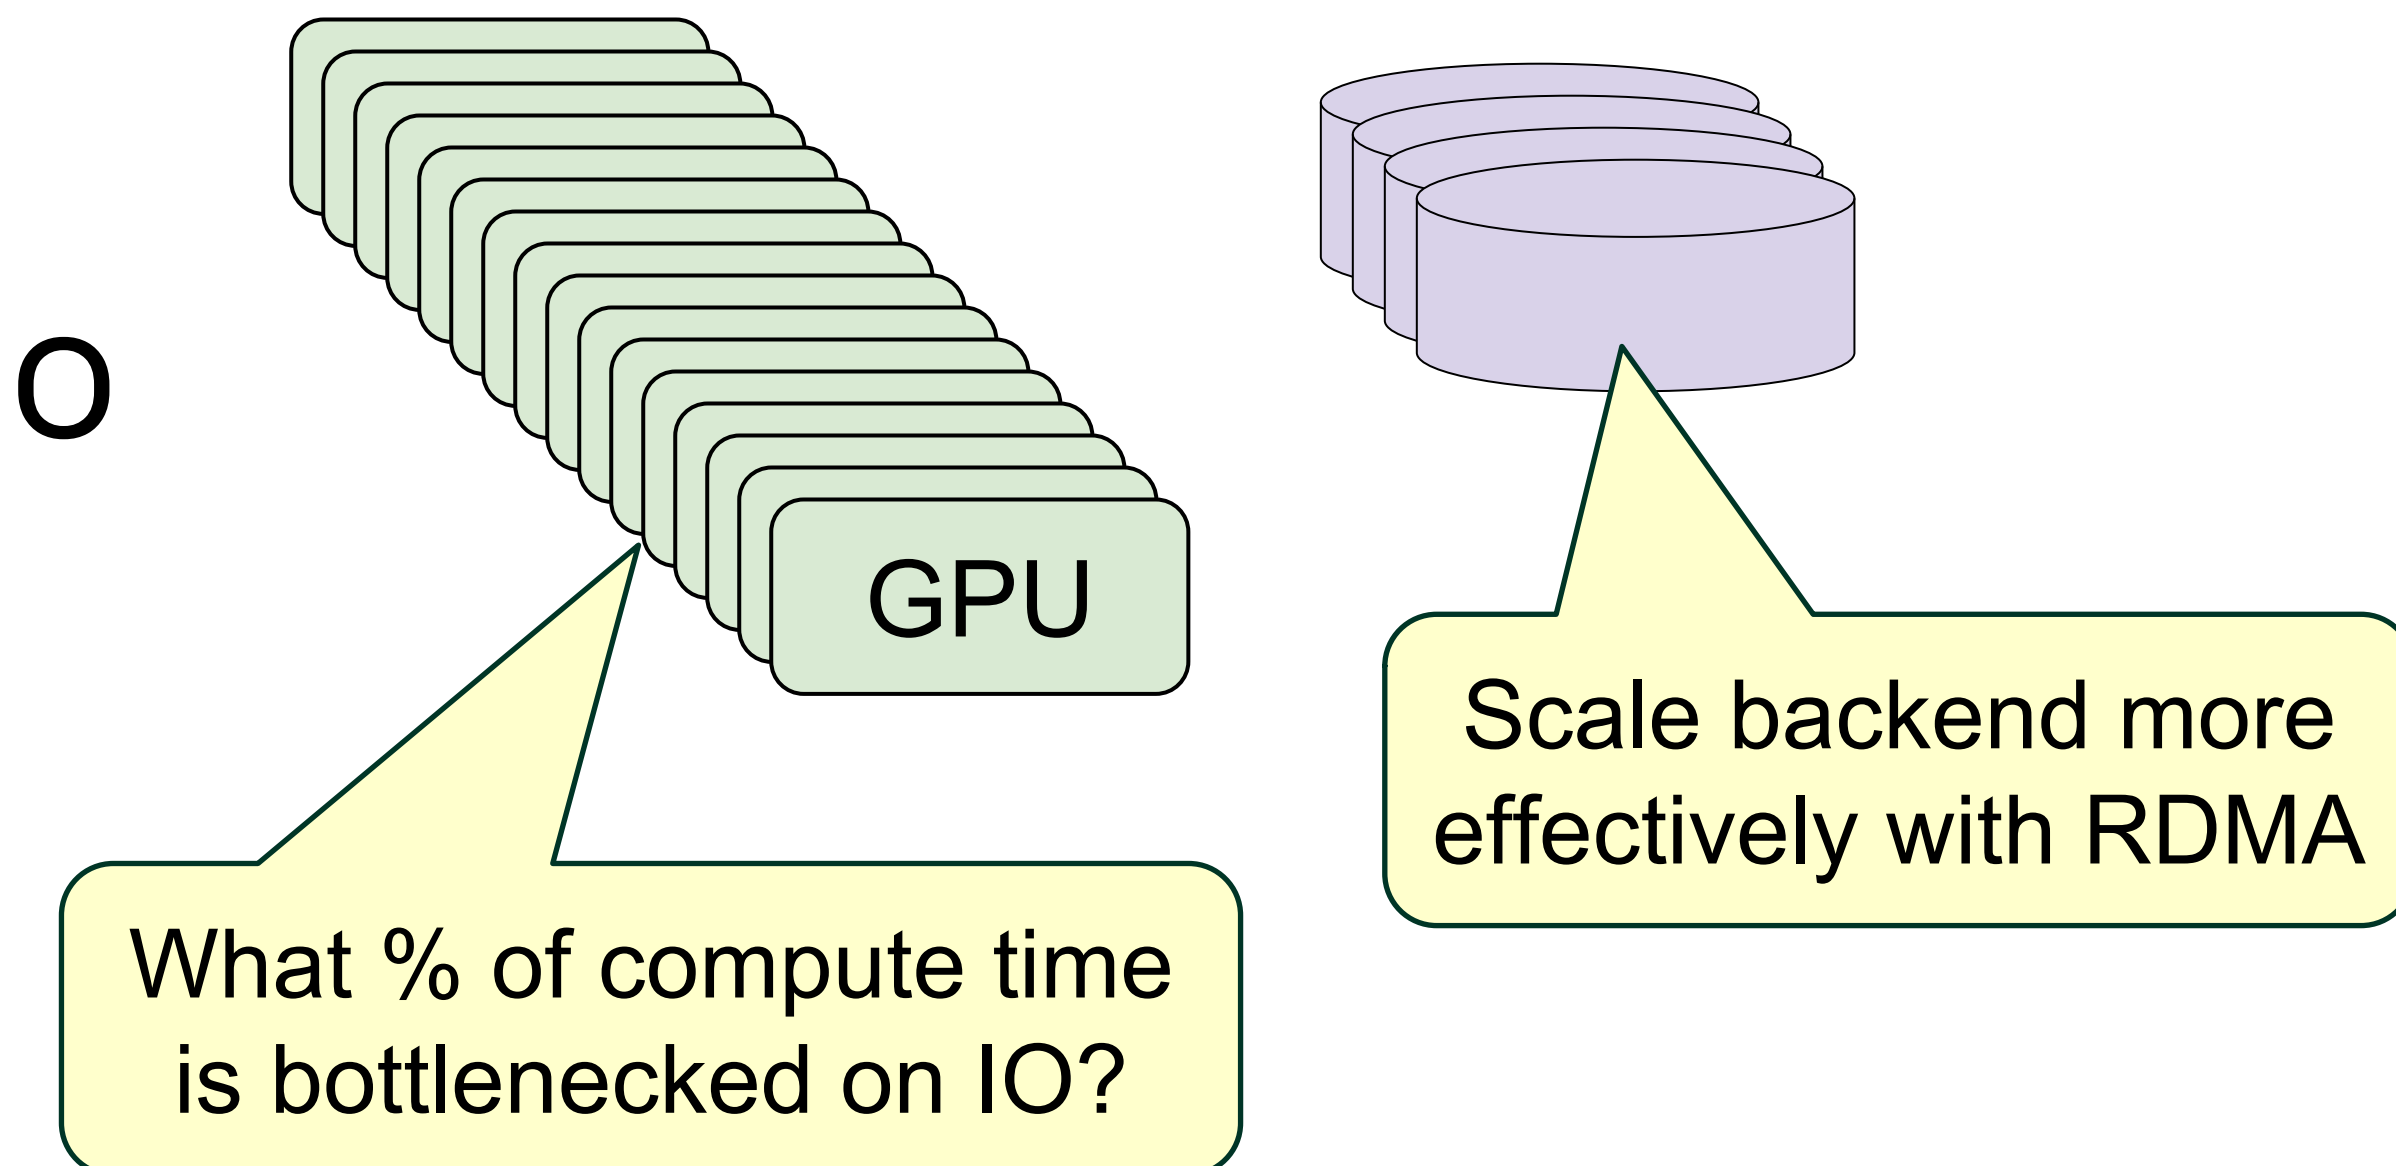 O
GPU
Scale backend more
effectively with RDMA
What % of compute time
is bottlenecked on IO?